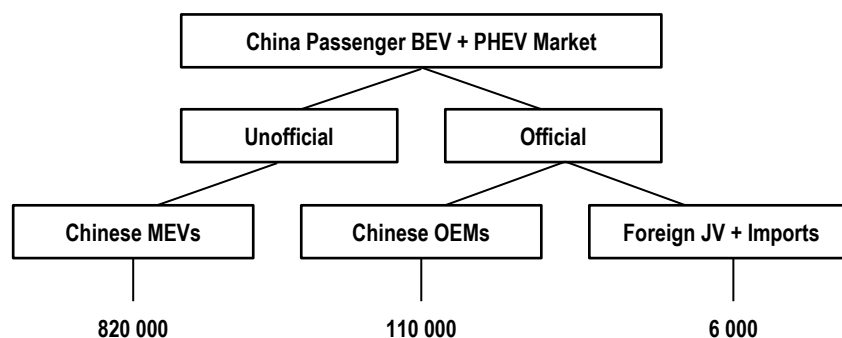 China Passenger BEV + PHEV Market
Unofficial
Official
Chinese MEVs
Chinese OEMs
Foreign JV + Imports
820 000
110 000
6 000